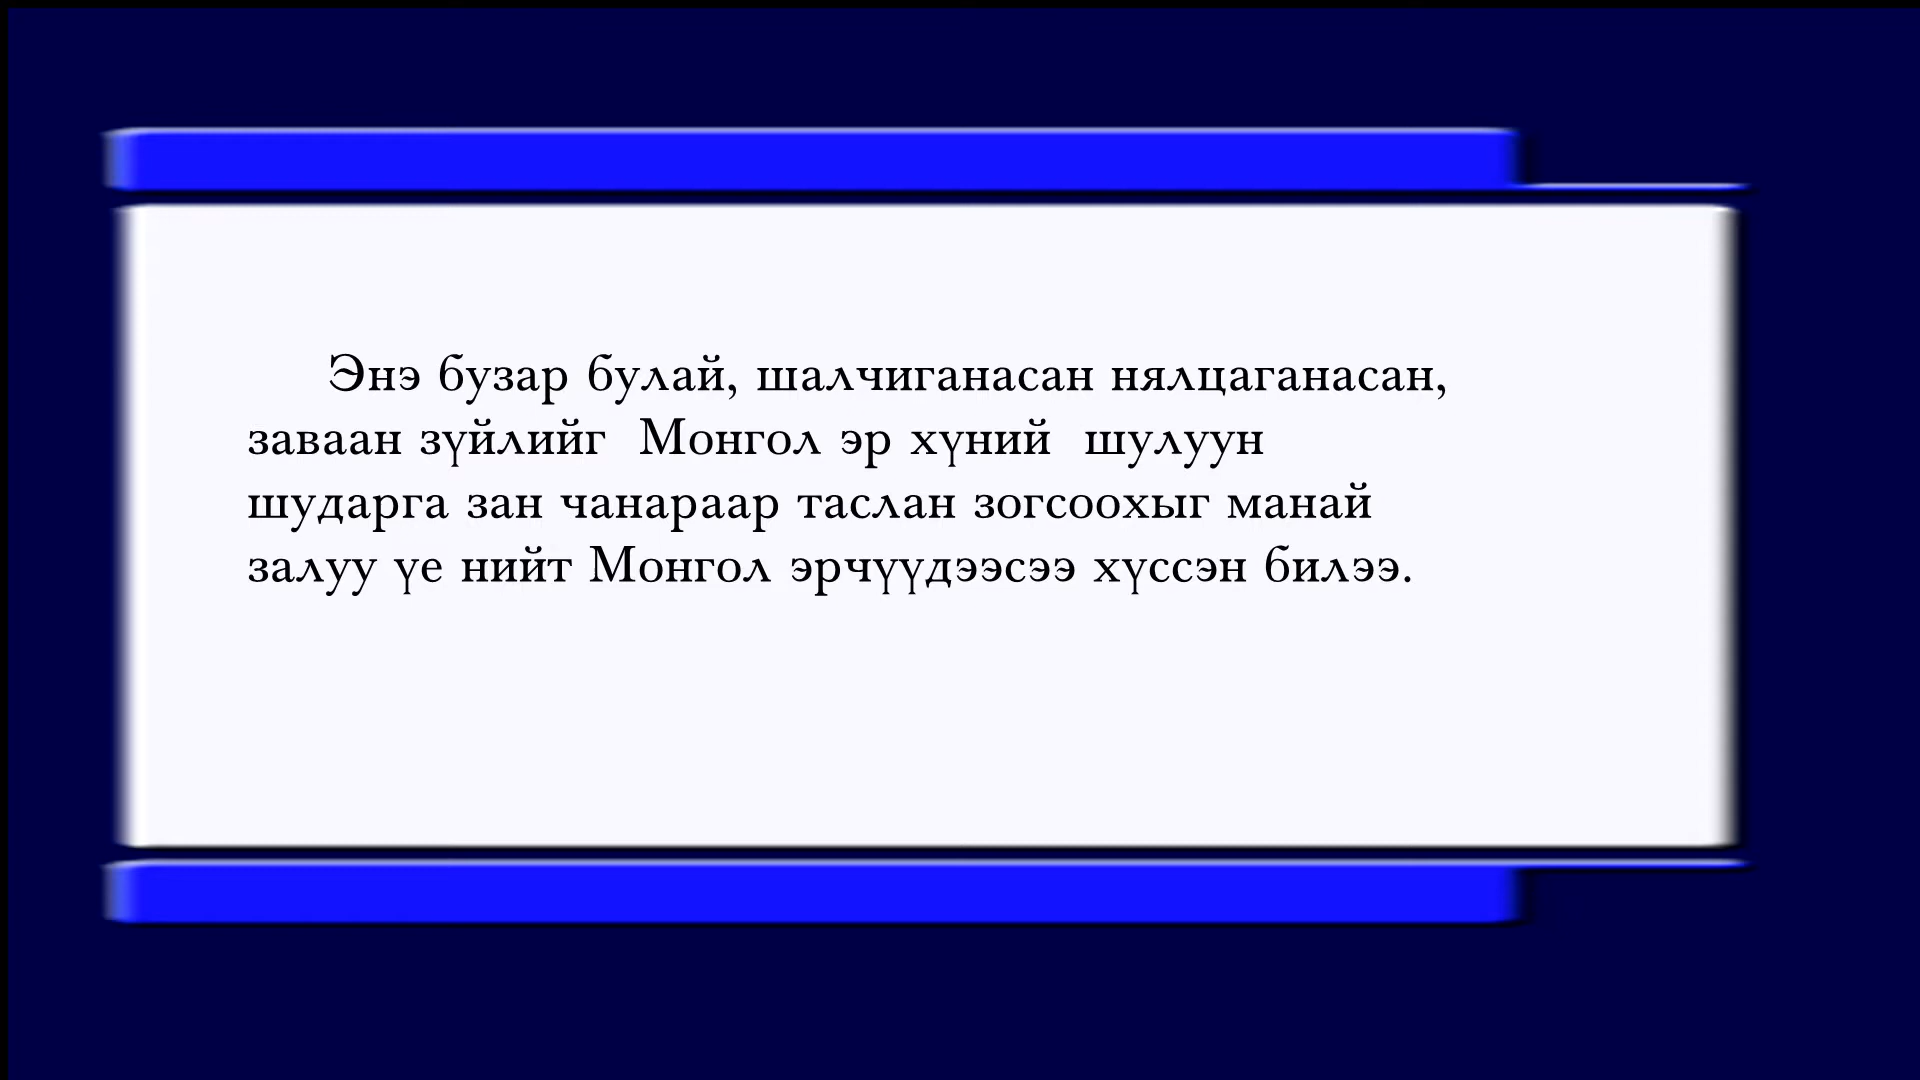 Энэ бузар булай, шалчиганасан нялцаганасан,
заваан зүйлийг  Монгол эр хүний  шулуун
шударга зан чанараар таслан зогсоохыг манай
залуу үе нийт Монгол эрчүүдээсээ хүссэн билээ.